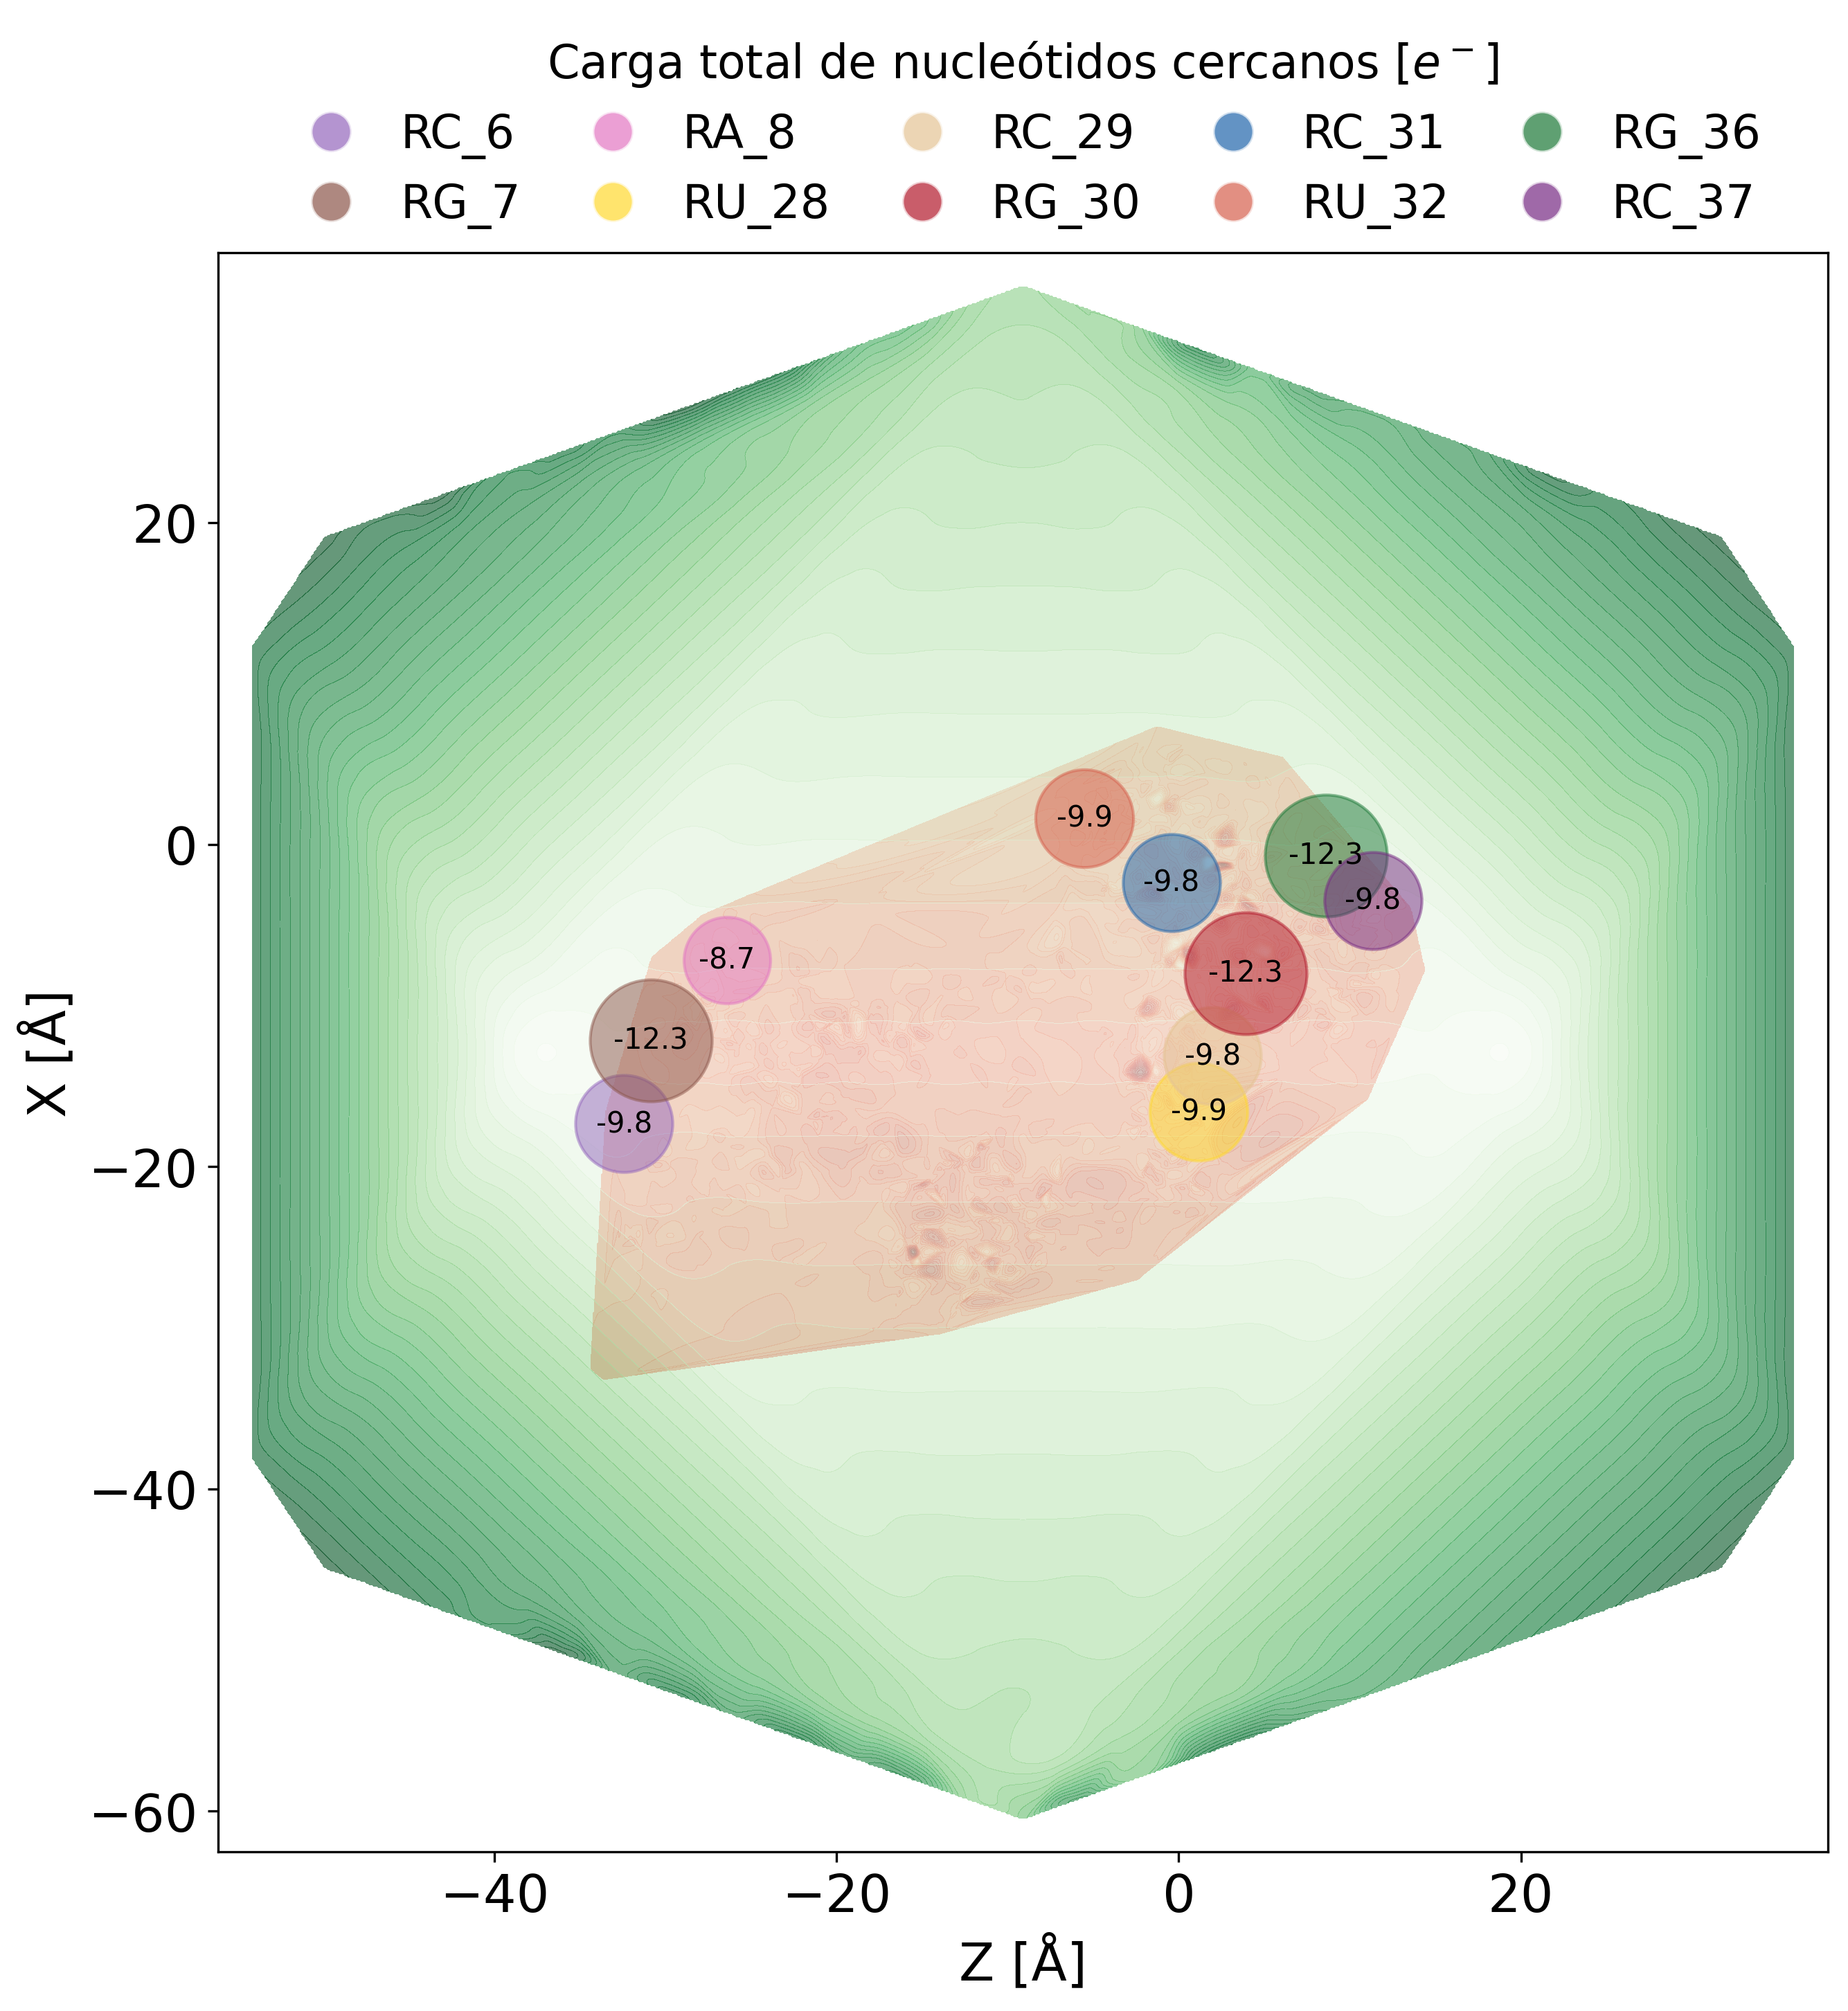 Carga total de nucleótidos cercanos [e⁻]
RC_6 RA_8 RC_29 RC_31 RG_36
RG_7 RU_28 RG_30 RU_32 RC_37
20
0
−20
−40
−60
X [Å]
-9.9
-12.3
-9.8
-9.8
-8.7
-12.3
-12.3
-9.8
-9.9
-9.8
−40 −20 0 20
Z [Å]